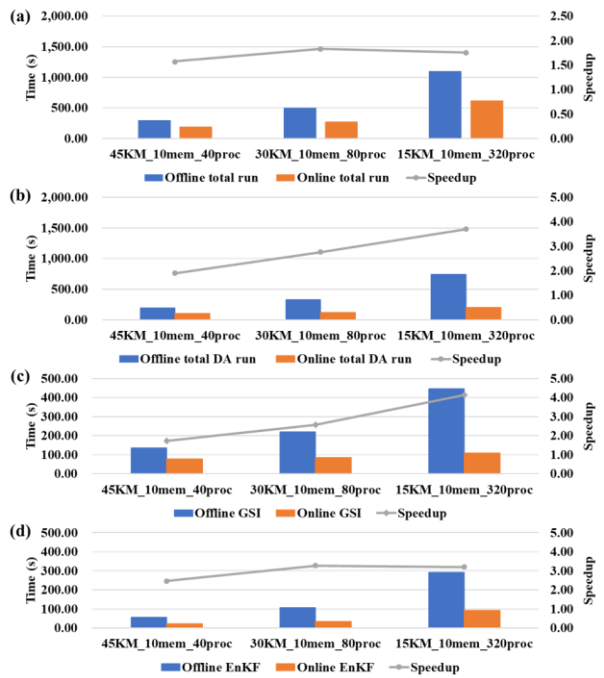 (a)
2,000.00 2.50
1,500.00 2.00
1,000.00 1.50
500.00 1.00
0.00 0.50
0.00
Time (s)
Speedup
45KM_10mem_40proc 30KM_10mem_80proc 15KM_10mem_320proc
Offline total run Online total run Speedup
(b)
2,000.00 5.00
1,500.00 4.00
1,000.00 3.00
500.00 2.00
0.00 1.00
0.00
Time (s)
Speedup
45KM_10mem_40proc 30KM_10mem_80proc 15KM_10mem_320proc
Offline total DA run Online total DA run Speedup
(c)
500.00 5.00
400.00 4.00
300.00 3.00
200.00 2.00
100.00 1.00
0.00 0.00
Time (s)
Speedup
45KM_10mem_40proc 30KM_10mem_80proc 15KM_10mem_320proc
Offline GSI Online GSI Speedup
(d)
500.00 5.00
400.00 4.00
300.00 3.00
200.00 2.00
100.00 1.00
0.00 0.00
Time (s)
Speedup
45KM_10mem_40proc 30KM_10mem_80proc 15KM_10mem_320proc
Offline EnKF Online EnKF Speedup